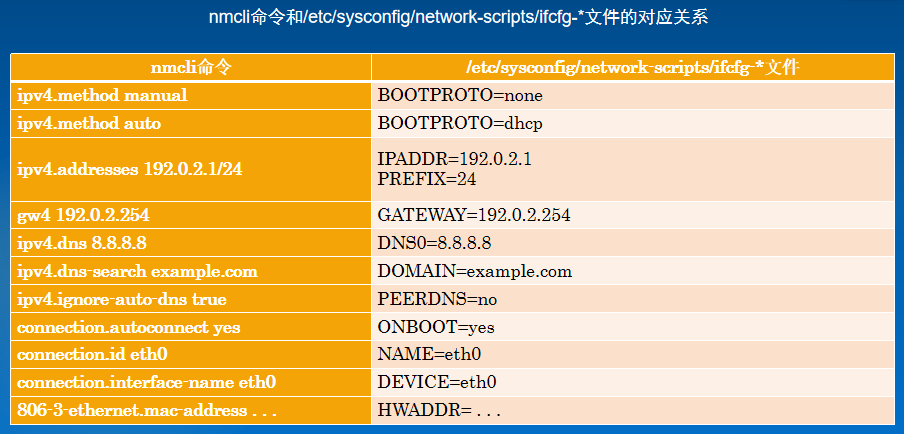 nmcli命令和/etc/sysconfig/network-scripts/ifcfg-*文件的对应关系
nmcli命令 /etc/sysconfig/network-scripts/ifcfg-*文件
ipv4.method manual BOOTPROTO=none
ipv4.method auto BOOTPROTO=dhcp
ipv4.addresses 192.0.2.1/24 IPADDR=192.0.2.1
PREFIX=24
gw4 192.0.2.254 GATEWAY=192.0.2.254
ipv4.dns 8.8.8.8 DNS0=8.8.8.8
ipv4.dns-search example.com DOMAIN=example.com
ipv4.ignore-auto-dns true PEERDNS=no
connection.autoconnect yes ONBOOT=yes
connection.id eth0 NAME=eth0
connection.interface-name eth0 DEVICE=eth0
806-3-ethernet.mac-address . . . HWADDR= . . .